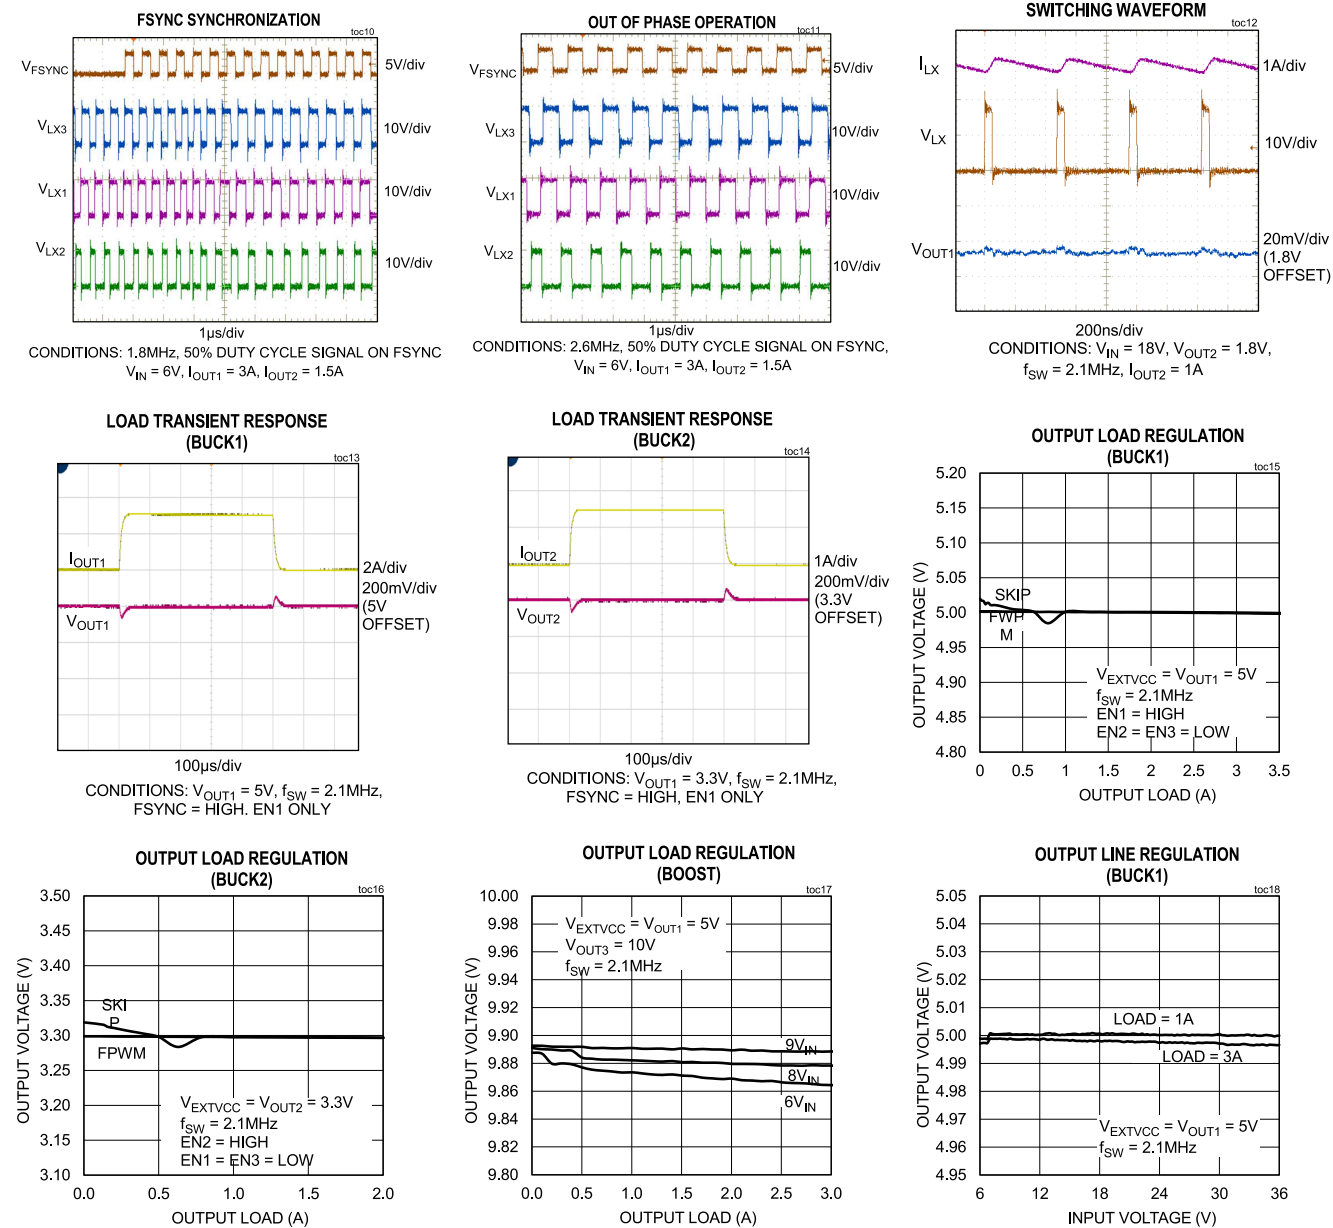 FSYNC SYNCHRONIZATION
toc10
VFSYNC
5V/div
VLX3
10V/div
VLX1
10V/div
VLX2
10V/div
1µs/div
CONDITIONS: 1.8MHz, 50% DUTY CYCLE SIGNAL ON FSYNC
VIN = 6V, IOUT1 = 3A, IOUT2 = 1.5A
OUT OF PHASE OPERATION
toc11
VFSYNC
5V/div
VLX3
10V/div
VLX1
10V/div
VLX2
10V/div
1µs/div
CONDITIONS: 2.6MHz, 50% DUTY CYCLE SIGNAL ON FSYNC,
VIN = 6V, IOUT1 = 3A, IOUT2 = 1.5A
SWITCHING WAVEFORM
toc12
ILX
1A/div
VLX
10V/div
VOUT1
20mV/div
(1.8V
OFFSET)
200ns/div
CONDITIONS: VIN = 18V, VOUT2 = 1.8V,
fSW = 2.1MHz, IOUT2 = 1A
LOAD TRANSIENT RESPONSE
(BUCK1)
toc13
IOUT1
2A/div
200mV/div
(5V
OFFSET)
VOUT1
100µs/div
CONDITIONS: VOUT1 = 5V, fSW = 2.1MHz,
FSYNC = HIGH. EN1 ONLY
LOAD TRANSIENT RESPONSE
(BUCK2)
toc14
IOUT2
1A/div
200mV/div
(3.3V
OFFSET)
VOUT2
100µs/div
CONDITIONS: VOUT1 = 3.3V, fSW = 2.1MHz,
FSYNC = HIGH, EN1 ONLY
OUTPUT LOAD REGULATION
(BUCK1)
toc15
5.20
5.15
5.10
5.05
5.00
4.95
4.90
4.85
4.80
OUTPUT VOLTAGE (V)
SKIP
FWP
M
VEXTVCC = VOUT1 = 5V
fSW = 2.1MHz
EN1 = HIGH
EN2 = EN3 = LOW
0 0.5 1 1.5 2 2.5 3 3.5
OUTPUT LOAD (A)
OUTPUT LOAD REGULATION
(BUCK2)
toc16
3.50
3.45
3.40
3.35
3.30
3.25
3.20
3.15
3.10
OUTPUT VOLTAGE (V)
SKI
P
FPWM
VEXTVCC = VOUT2 = 3.3V
fSW = 2.1MHz
EN2 = HIGH
EN1 = EN3 = LOW
0.0 0.5 1.0 1.5 2.0
OUTPUT LOAD (A)
OUTPUT LOAD REGULATION
(BOOST)
toc17
10.00
9.98
9.96
9.94
9.92
9.90
9.88
9.86
9.84
9.82
9.80
OUTPUT VOLTAGE (V)
VEXTVCC = VOUT1 = 5V
VOUT3 = 10V
fSW = 2.1MHz
9VIN
8VIN
6VIN
0.0 0.5 1.0 1.5 2.0 2.5 3.0
OUTPUT LOAD (A)
OUTPUT LINE REGULATION
(BUCK1)
toc18
5.05
5.04
5.03
5.02
5.01
5.00
4.99
4.98
4.97
4.96
4.95
OUTPUT VOLTAGE (V)
LOAD = 1A
LOAD = 3A
VEXTVCC = VOUT1 = 5V
fSW = 2.1MHz
6 12 18 24 30 36
INPUT VOLTAGE (V)